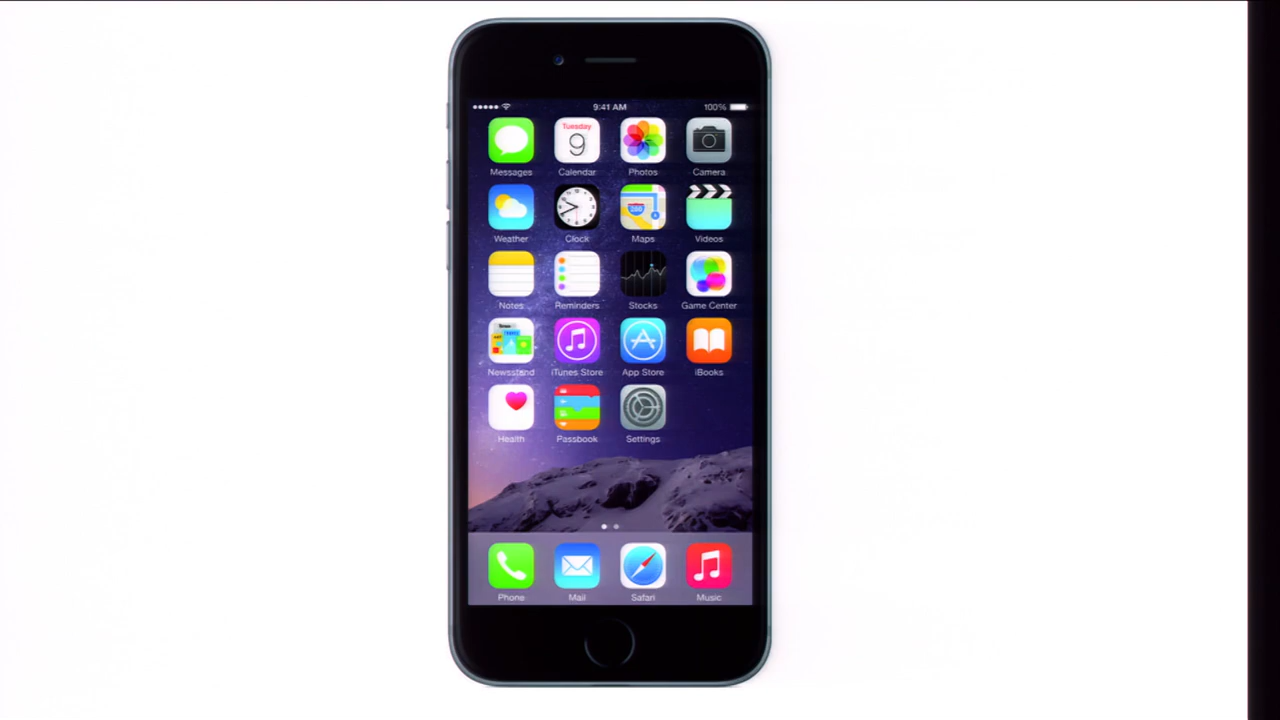 9:41 AM 100%
Tuesday
9
Messages Calendar Photos Camera
280
Weather Clock Maps Videos
Notes Reminders Stocks Game Center
Newsstand iTunes Store App Store iBooks
Health Passbook Settings
Phone Mail Safari Music